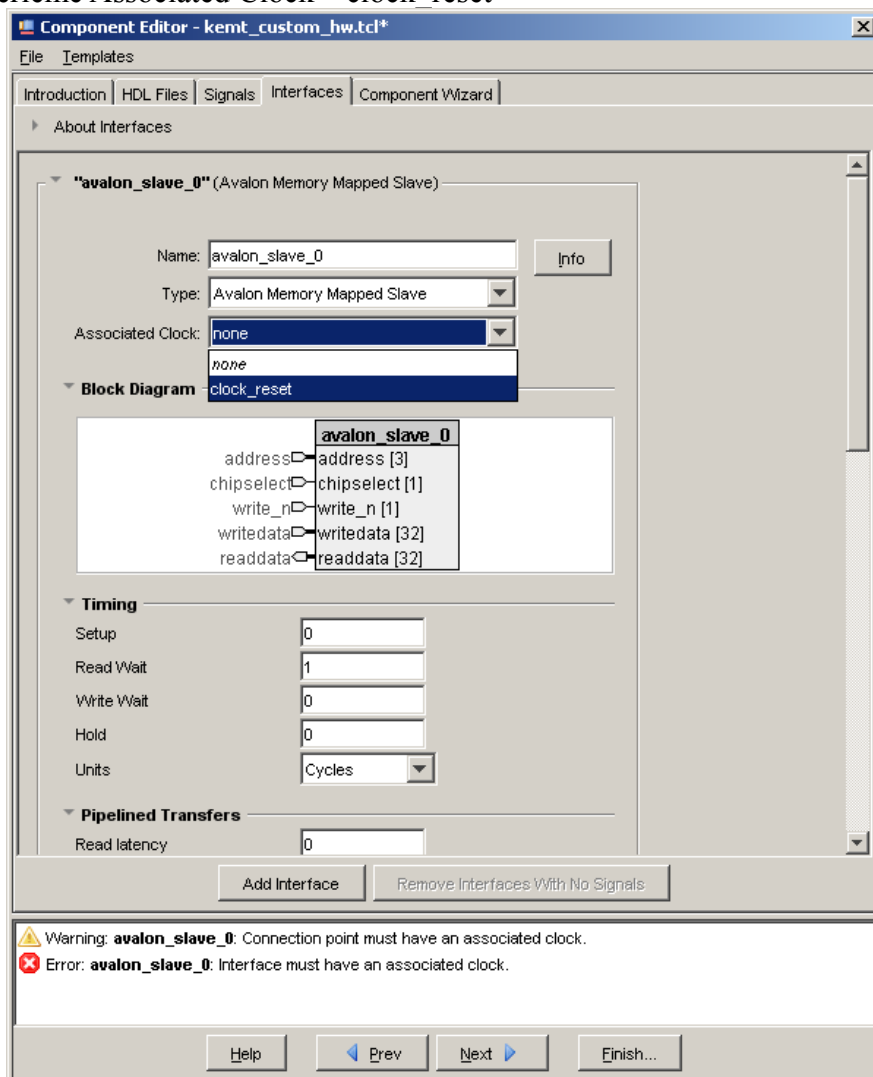 Associated Clock clock_reset
Component Editor - kemt_custom_hw.tcl*
File Templates
Introduction HDL Files Signals Interfaces Component Wizard
About Interfaces
"avalon_slave_0" (Avalon Memory Mapped Slave)
Name: avalon_slave_0 Info
Type: Avalon Memory Mapped Slave
Associated Clock: none
none
Block Diagram clock_reset
avalon_slave_0
address address [3]
chipselect chipselect [1]
write_n write_n [1]
writedata writedata [32]
readdata readdata [32]
Timing
Setup 0
Read Wait 1
Write Wait 0
Hold 0
Units Cycles
Pipelined Transfers
Read latency 0
Add Interface Remove Interfaces With No Signals
Warning: avalon_slave_0: Connection point must have an associated clock.
Error: avalon_slave_0: Interface must have an associated clock.
Help Prev Next Finish...